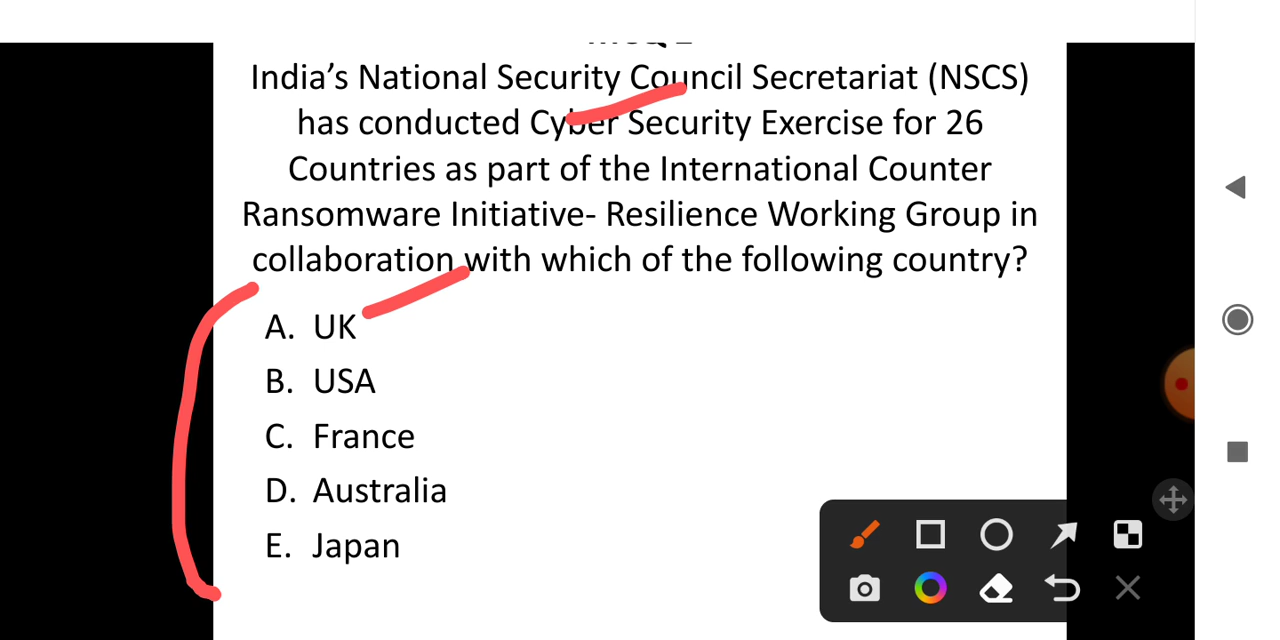 India’s National Security Council Secretariat (NSCS)
has conducted Cyber Security Exercise for 26
Countries as part of the International Counter
Ransomware Initiative- Resilience Working Group in
collaboration with which of the following country?
A. UK
B. USA
C. France
D. Australia
E. Japan